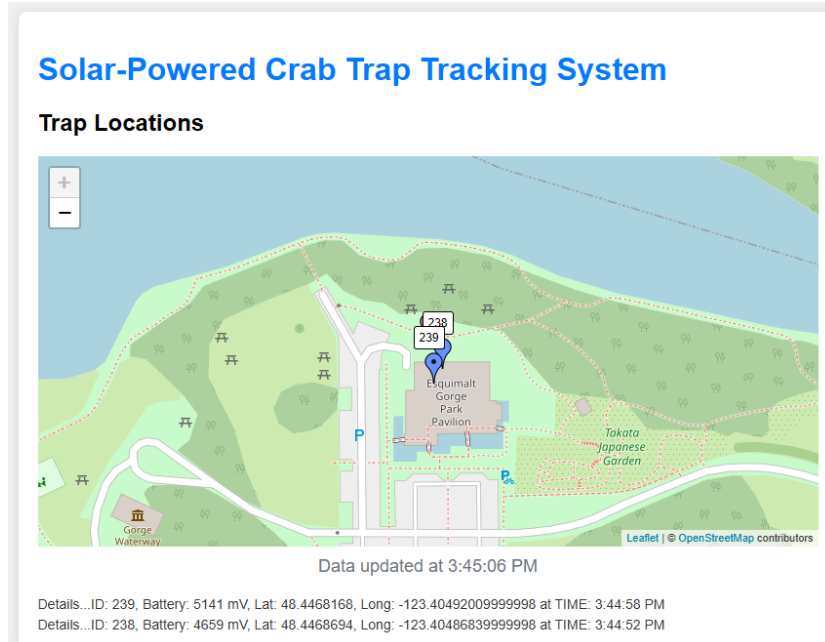 Solar-Powered Crab Trap Tracking System
Trap Locations
+
−
238
239
Esquimalt
Gorge
Park
Pavilion
P
Takata
Japanese
Garden
P
Gorge
Waterway
Leaflet | © OpenStreetMap contributors
Data updated at 3:45:06 PM
Details...ID: 239, Battery: 5141 mV, Lat: 48.4468168, Long: -123.40492009999998 at TIME: 3:44:58 PM
Details...ID: 238, Battery: 4659 mV, Lat: 48.4468694, Long: -123.40486839999998 at TIME: 3:44:52 PM